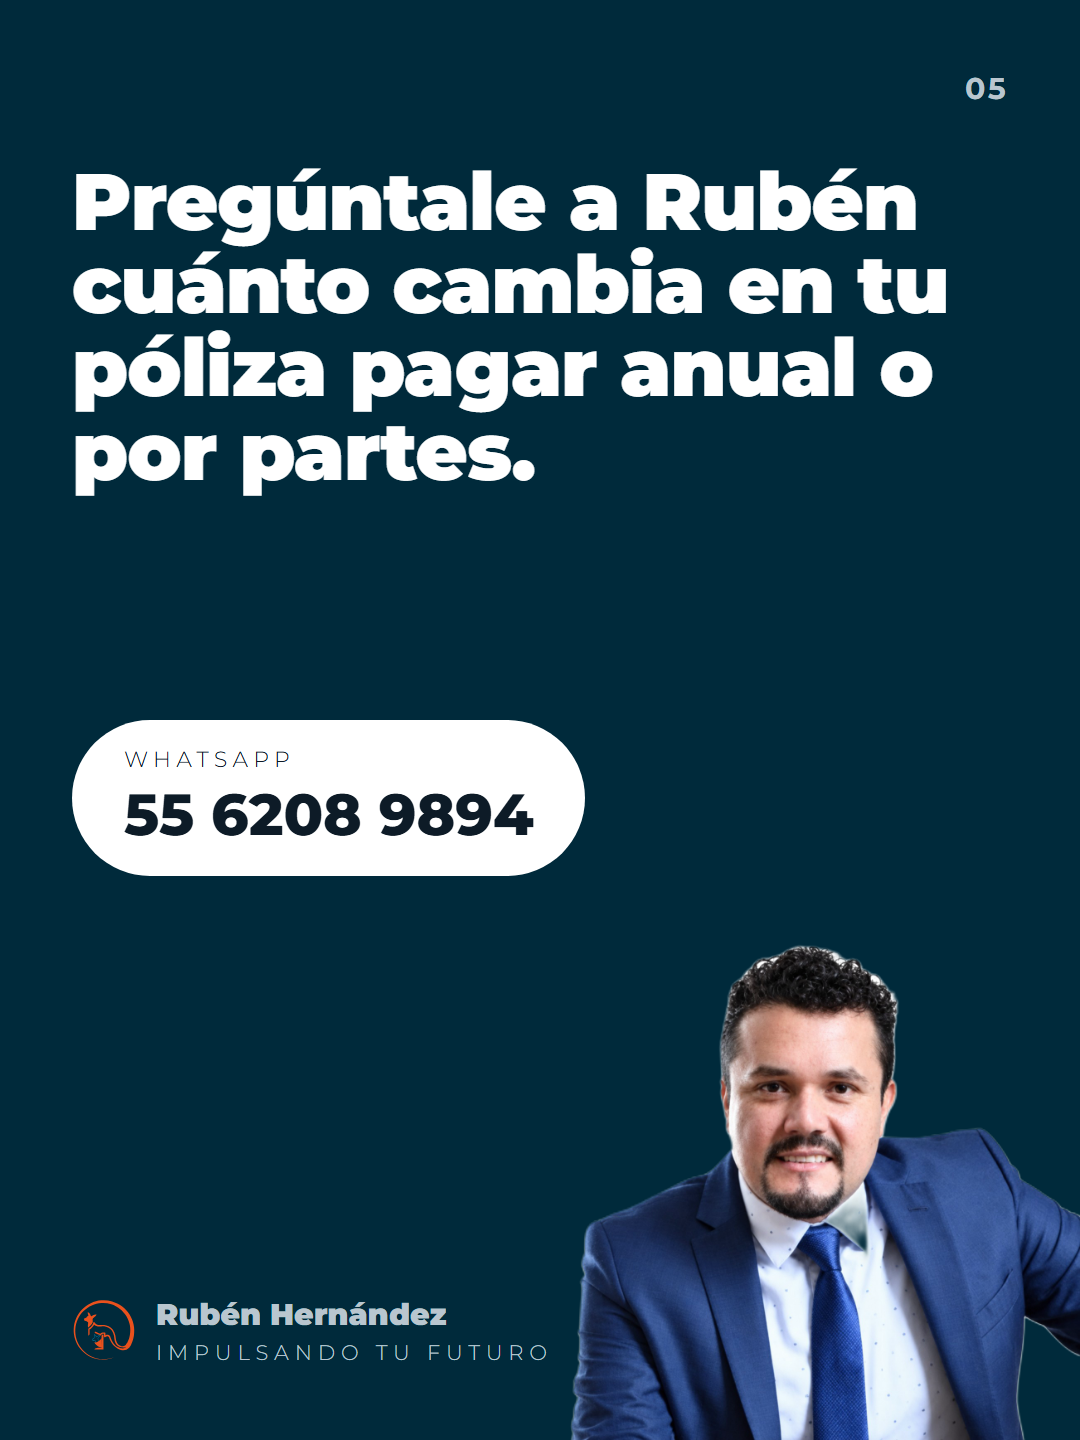 05
Pregúntale a Rubén
cuánto cambia en tu
póliza pagar anual o
por partes.
WHATSAPP
55 6208 9894
Rubén Hernández
IMPULSANDO TU FUTURO